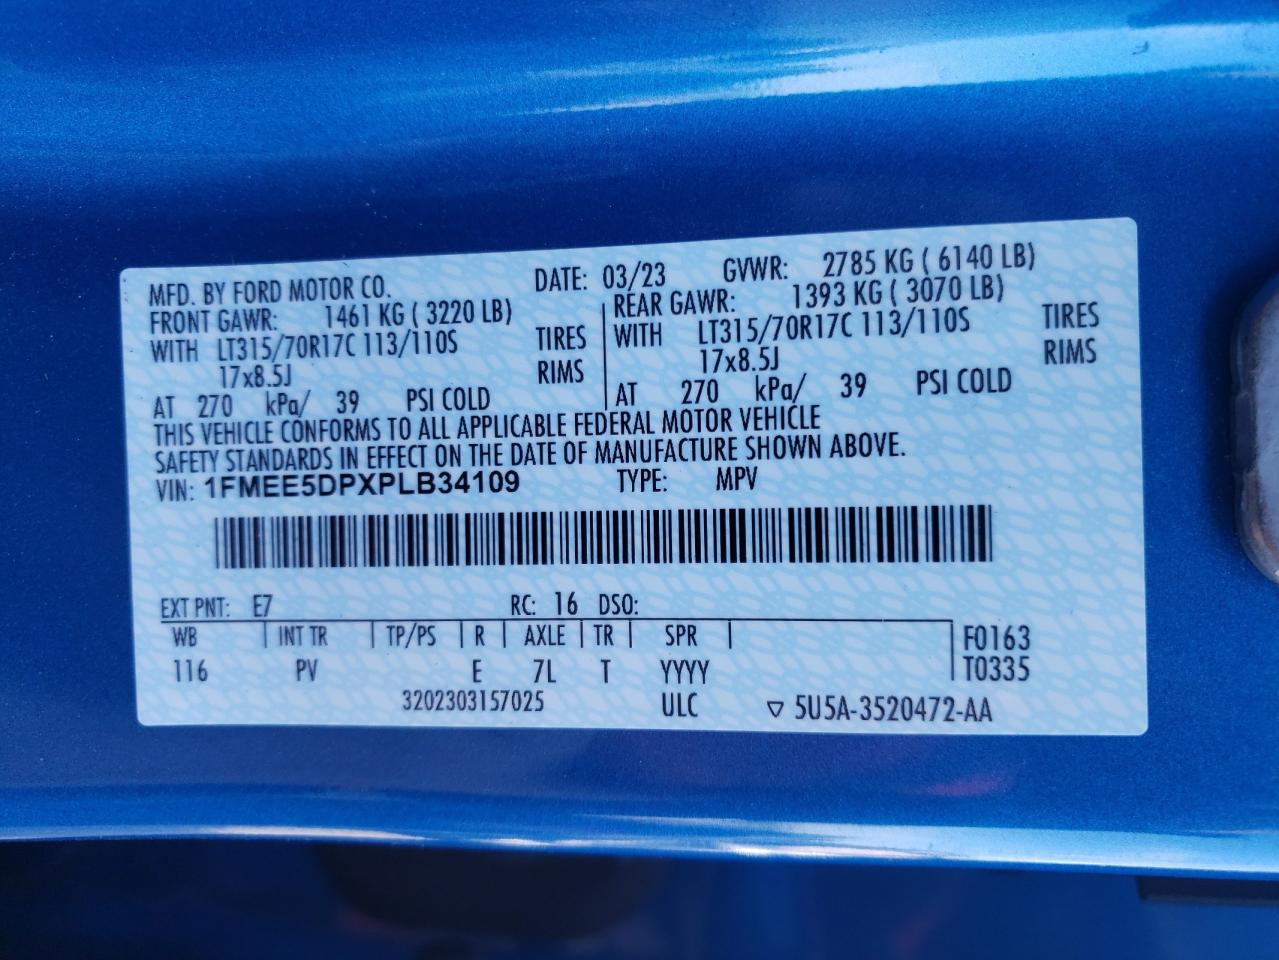 MFD. BY FORD MOTOR CO. DATE: 03/23 GVWR: 2785 KG ( 6140 LB)
FRONT GAWR: 1461 KG ( 3220 LB) REAR GAWR: 1393 KG ( 3070 LB)
WITH LT315/70R17C 113/110S TIRES WITH LT315/70R17C 113/110S TIRES
17x8.5J RIMS 17x8.5J RIMS
AT 270 kPa/ 39 PSI COLD AT 270 kPa/ 39 PSI COLD
THIS VEHICLE CONFORMS TO ALL APPLICABLE FEDERAL MOTOR VEHICLE
SAFETY STANDARDS IN EFFECT ON THE DATE OF MANUFACTURE SHOWN ABOVE.
VIN: 1FMEE5DPXPLB34109 TYPE: MPV
EXT PNT: E7 RC: 16 DSO:
WB INT TR TP/PS R AXLE TR SPR F0163
116 PV E 7L T YYYY T0335
3202303157025 ULC ▽ 5U5A-3520472-AA